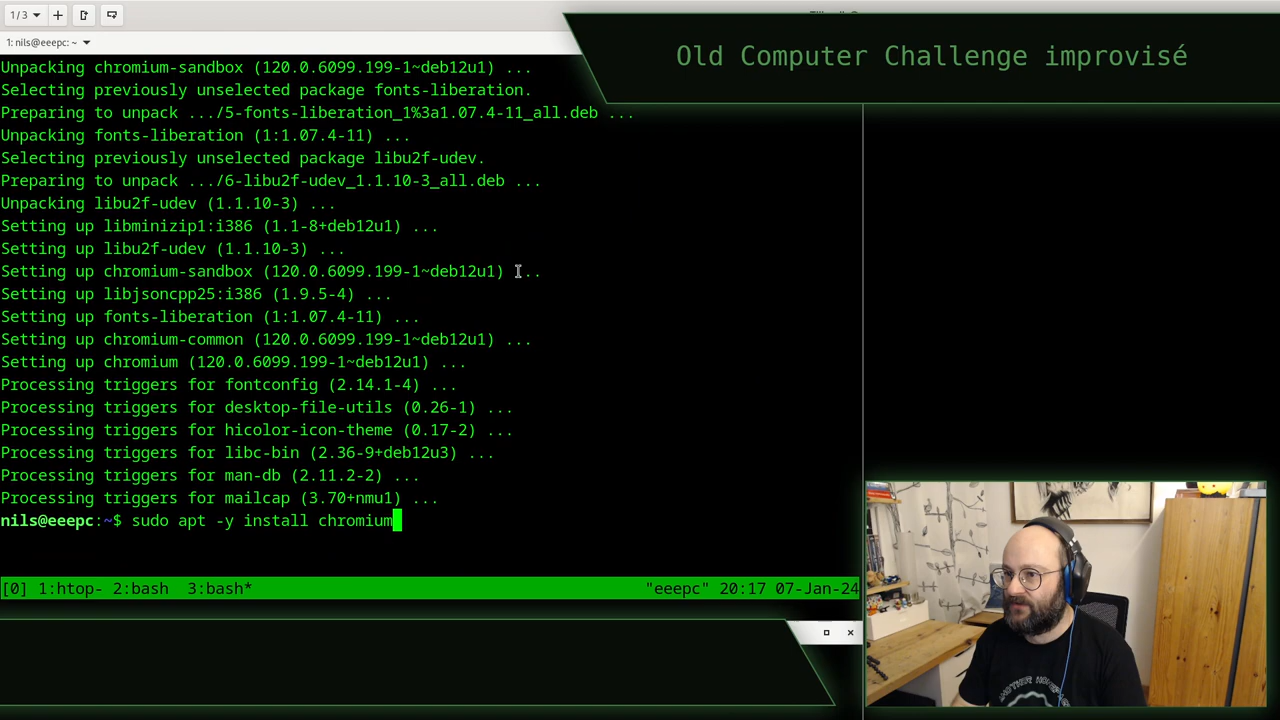 1/3
1: nils@eeepc: ~
Old Computer Challenge improvisé
Unpacking chromium-sandbox (120.0.6099.199-1~deb12u1) ...
Selecting previously unselected package fonts-liberation.
Preparing to unpack .../5-fonts-liberation_1%3a1.07.4-11_all.deb ...
Unpacking fonts-liberation (1:1.07.4-11) ...
Selecting previously unselected package libu2f-udev.
Preparing to unpack .../6-libu2f-udev_1.1.10-3_all.deb ...
Unpacking libu2f-udev (1.1.10-3) ...
Setting up libminizip1:i386 (1.1-8+deb12u1) ...
Setting up libu2f-udev (1.1.10-3) ...
Setting up chromium-sandbox (120.0.6099.199-1~deb12u1) ...
Setting up libjsoncpp25:i386 (1.9.5-4) ...
Setting up fonts-liberation (1:1.07.4-11) ...
Setting up chromium-common (120.0.6099.199-1~deb12u1) ...
Setting up chromium (120.0.6099.199-1~deb12u1) ...
Processing triggers for fontconfig (2.14.1-4) ...
Processing triggers for desktop-file-utils (0.26-1) ...
Processing triggers for hicolor-icon-theme (0.17-2) ...
Processing triggers for libc-bin (2.36-9+deb12u3) ...
Processing triggers for man-db (2.11.2-2) ...
Processing triggers for mailcap (3.70+nmu1) ...
nils@eeepc:~$ sudo apt -y install chromium
[0] 1:htop- 2:bash  3:bash* "eeepc" 20:17 07-Jan-24